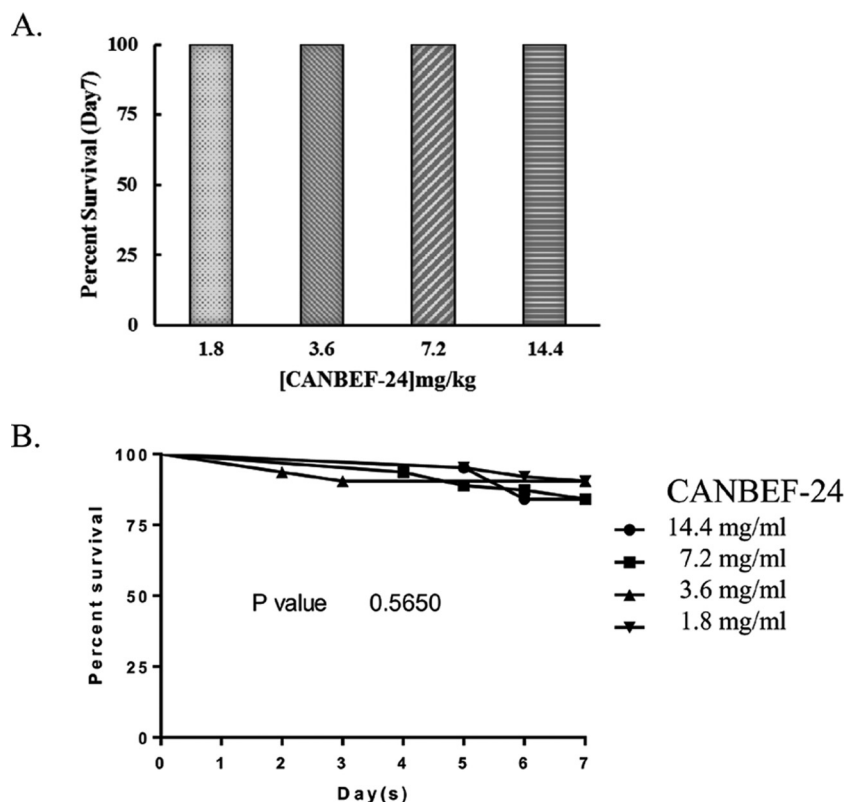 A.
Percent Survival (Day7)
100
75
50
25
0
1.8 3.6 7.2 14.4
[CANBEF-24]mg/kg
B.
Percent survival
100
75
50
25
0
P value 0.5650
0 1 2 3 4 5 6 7
Day(s)
CANBEF-24
14.4 mg/ml
7.2 mg/ml
3.6 mg/ml
1.8 mg/ml